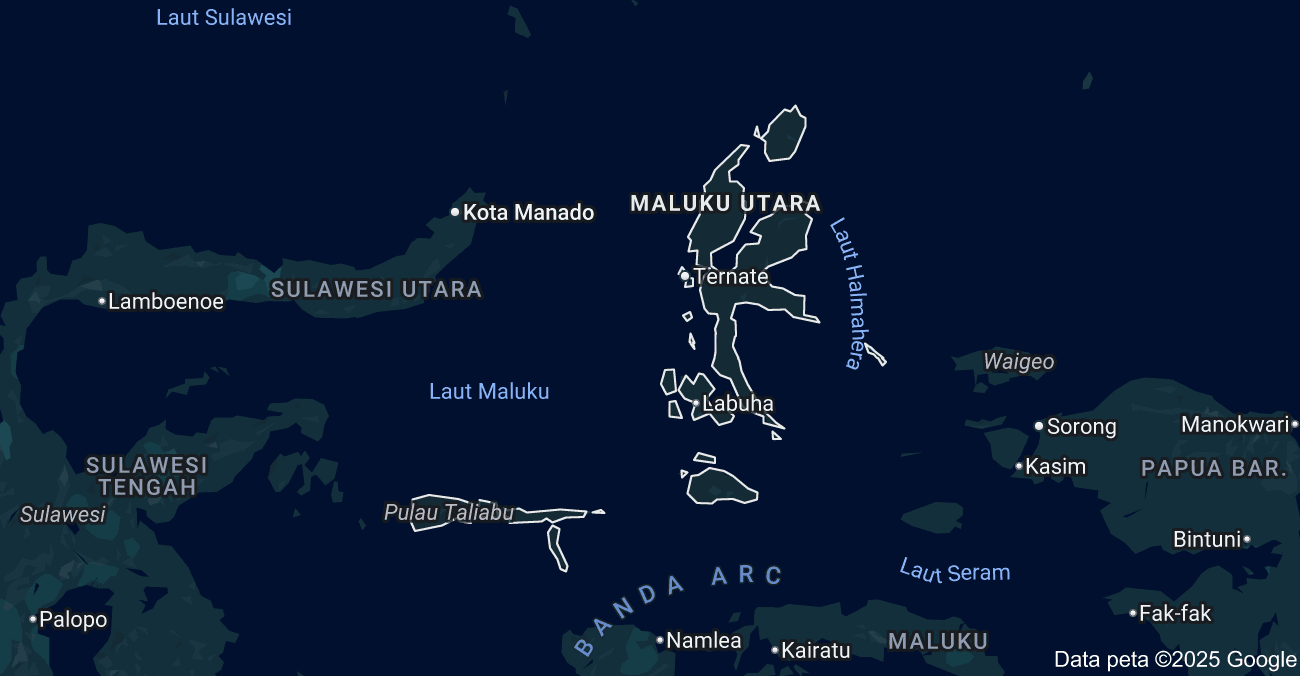 Laut Sulawesi
Kota Manado
MALUKU UTARA
Laut Halmahera
Ternate
SULAWESI UTARA
Lamboenoe
Waigeo
Laut Maluku
Labuha
Sorong
Manokwari
SULAWESI
TENGAH
Kasim
PAPUA BAR.
Sulawesi
Pulau Taliabu
Bintuni
BANDA ARC
Laut Seram
Palopo
Fak-fak
Namlea
Kairatu
MALUKU
Data peta ©2025 Google